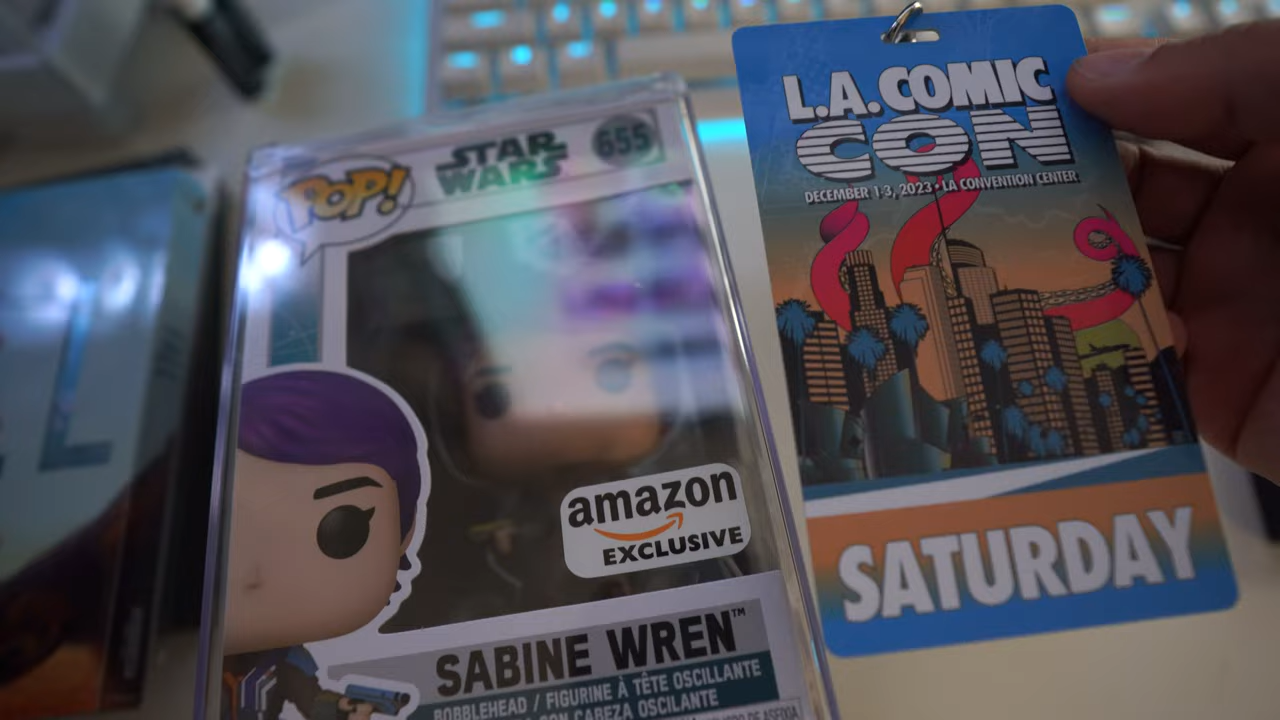 POP!
STAR
WARS
655
amazon
EXCLUSIVE
SABINE WREN™
BOBBLEHEAD / FIGURINE À TÊTE OSCILLANTE
CON CABEZA OSCILANTE
L.A. COMIC
CON
DECEMBER 1-3, 2023 • LA CONVENTION CENTER
SATURDAY
L